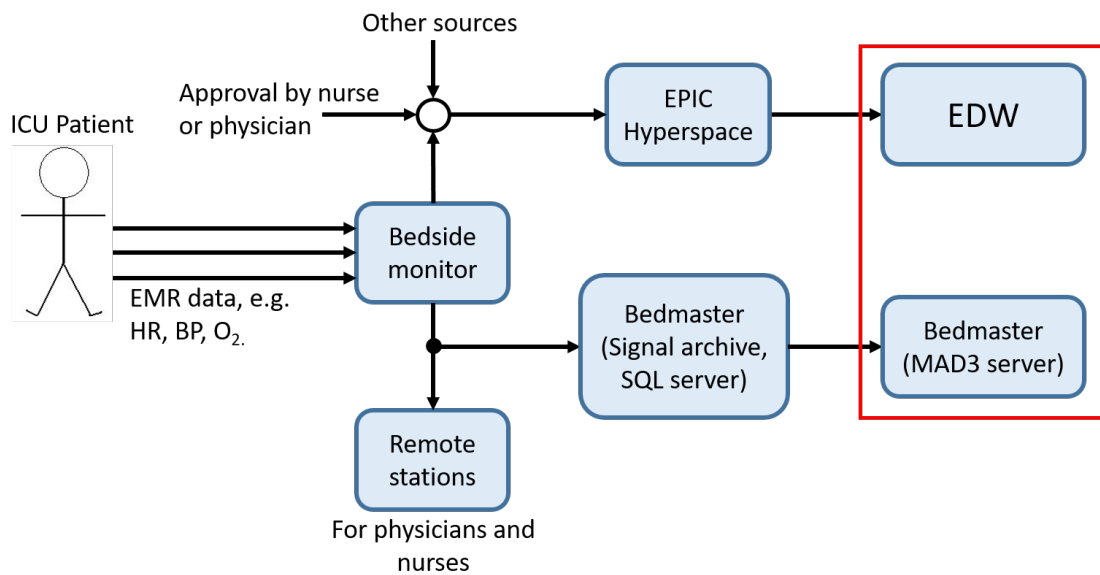 Other sources
Approval by nurse
or physician
ICU Patient
EPIC
Hyperspace
EDW
Bedside
monitor
EMR data, e.g.
HR, BP, O2.
Bedmaster
(Signal archive,
SQL server)
Bedmaster
(MAD3 server)
Remote
stations
For physicians and
nurses